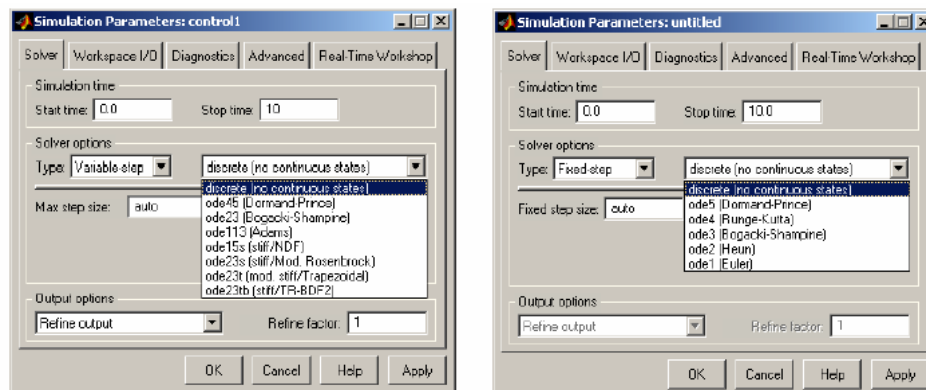 Simulation Parameters: control1
Solver Workspace I/O Diagnostics Advanced Real-Time Workshop
Simulation time
Start time: 0.0 Stop time: 10
Solver options
Type: Variable-step discrete (no continuous states)
discrete (no continuous states)
ode45 (Dormand-Prince)
Max step size: auto ode23 (Bogacki-Shampine)
ode113 (Adams)
ode15s (stiff/NDF)
ode23s (stiff/Mod. Rosenbrock)
ode23t (mod. stiff/Trapezoidal)
ode23tb (stiff/TR-BDF2)
Output options
Refine output Refine factor: 1
OK Cancel Help Apply
Simulation Parameters: untitled
Solver Workspace I/O Diagnostics Advanced Real-Time Workshop
Simulation time
Start time: 0.0 Stop time: 10.0
Solver options
Type: Fixed-step discrete (no continuous states)
discrete (no continuous states)
ode5 (Dormand-Prince)
Fixed step size: auto ode4 (Runge-Kutta)
ode3 (Bogacki-Shampine)
ode2 (Heun)
ode1 (Euler)
Output options
Refine output Refine factor: 1
OK Cancel Help Apply